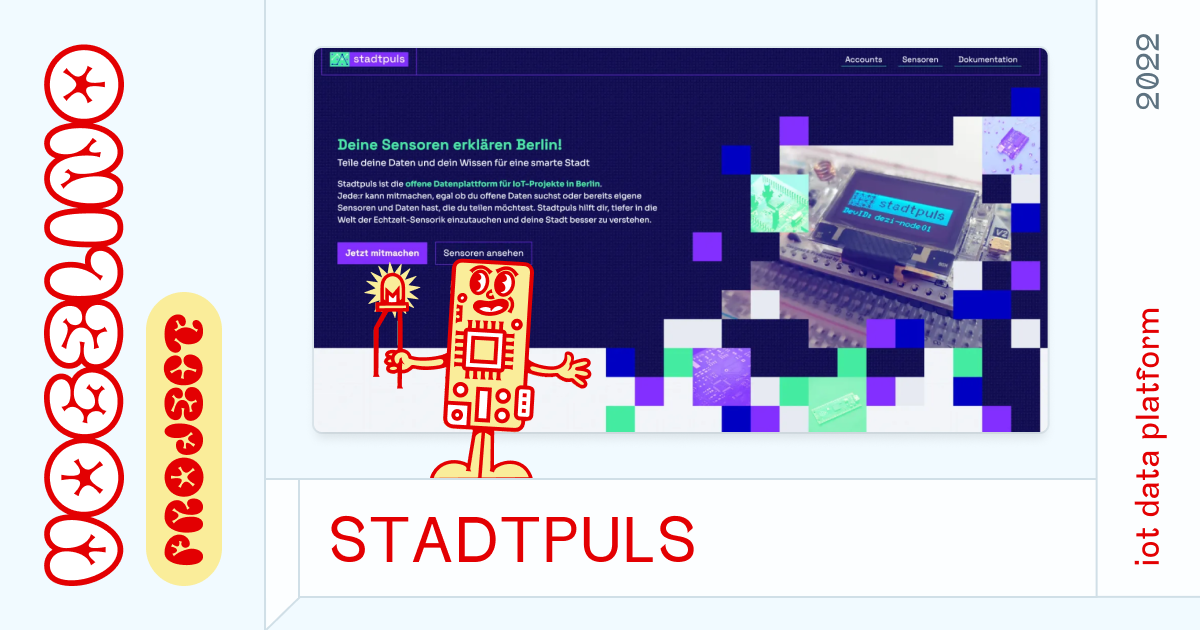 VOGELINO
PROJECT
stadtpuls
Accounts Sensoren Dokumentation
Deine Sensoren erklären Berlin!
Teile deine Daten und dein Wissen für eine smarte Stadt
Stadtpuls ist die offene Datenplattform für IoT-Projekte in Berlin.
Jede:r kann mitmachen, egal ob du offene Daten suchst oder bereits eigene
Sensoren und Daten hast, die du teilen möchtest. Stadtpuls hilft dir, tiefer in die
Welt der Echtzeit-Sensorik einzutauchen und deine Stadt besser zu verstehen.
Jetzt mitmachen
Sensoren ansehen
stadtpuls
DevID: dezi-node01
V2
STADTPULS
2022
iot data platform